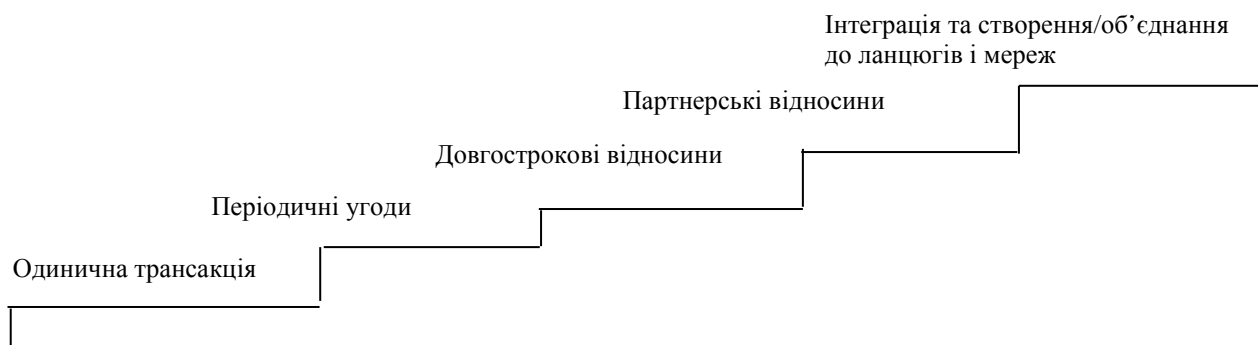 Інтеграція та створення/об’єднання
до ланцюгів і мереж
Партнерські відносини
Довгострокові відносини
Періодичні угоди
Одинична трансакція